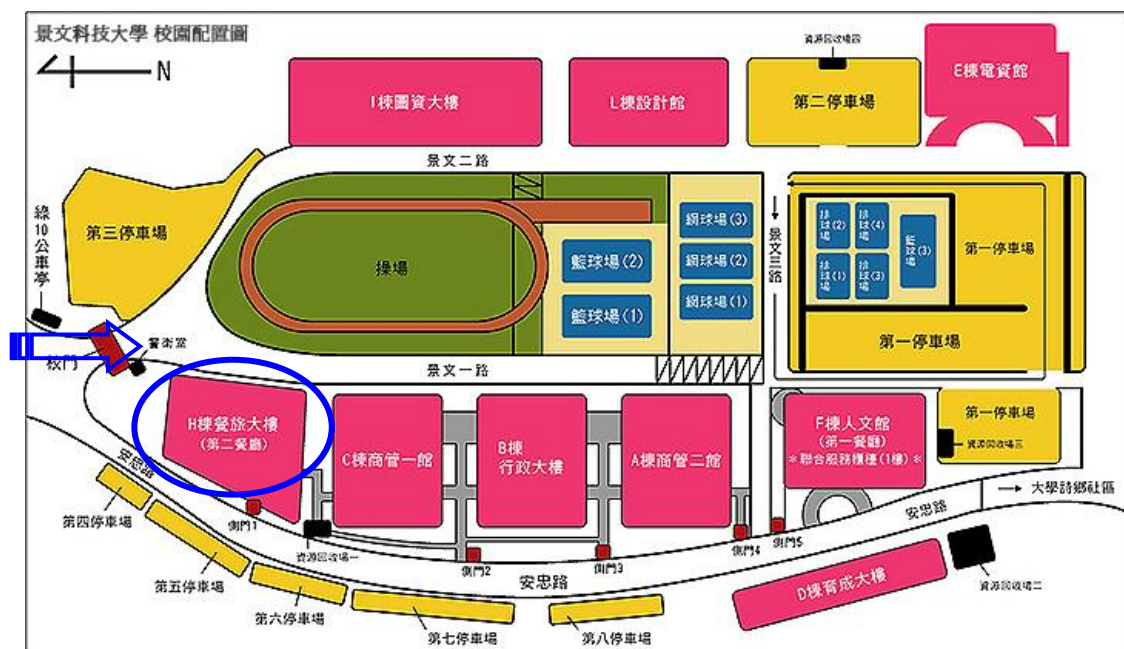 景文科技大學 校園配置圖
N
I棟圖資大樓
L棟設計館
資源回收場四
第二停車場
E棟電資館
景文二路
第三停車場
綠10公車亭
校門
警衛室
操場
籃球場(2)
籃球場(1)
網球場(3)
網球場(2)
網球場(1)
景文三路
排球場(2)
排球場(4)
籃球場(3)
排球場(1)
排球場(3)
第一停車場
第一停車場
景文一路
H棟餐旅大樓
(第二餐廳)
C棟商管一館
B棟
行政大樓
A棟商管二館
F棟人文館
(第一餐廳)
*聯合服務櫃檯(1樓)*
第一停車場
資源回收場三
大學詩鄉社區
安忠路
側門1
資源回收場一
側門2
側門3
側門4
側門5
安忠路
安忠路
第四停車場
第五停車場
第六停車場
第七停車場
第八停車場
D棟育成大樓
資源回收場二